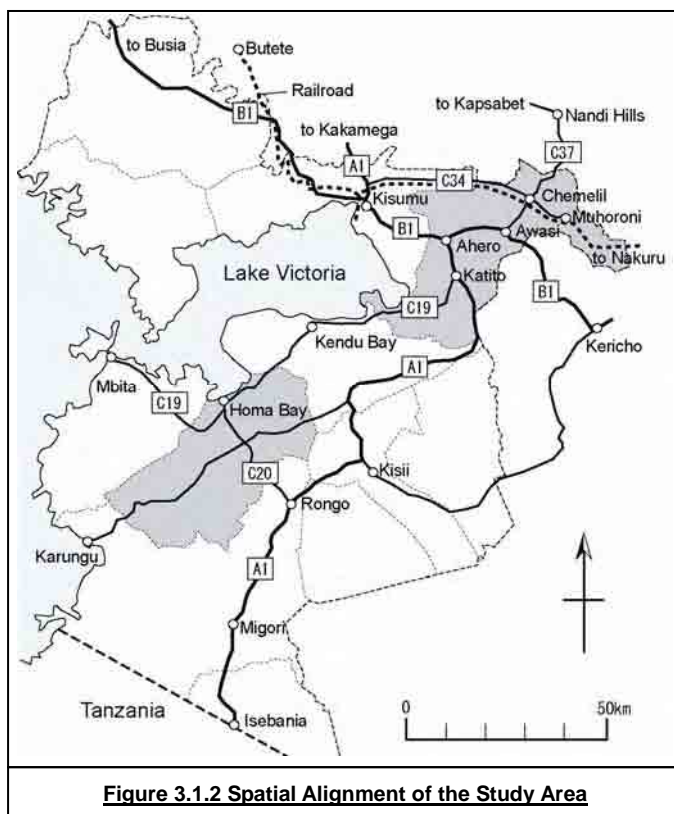 to Busia
Butete
Railroad
B1
to Kapsabet
Nandi Hills
to Kakamega
A1
C37
C34
Chemelil
Kisumu
Muhoroni
B1
Awasi
Ahero
to Nakuru
Lake Victoria
Katito
B1
C19
Kendu Bay
Kericho
A1
Mbita
C19
Homa Bay
C20
Kisii
Rongo
Karungu
A1
Migori
Tanzania
Isebania
0 50km
Figure 3.1.2 Spatial Alignment of the Study Area